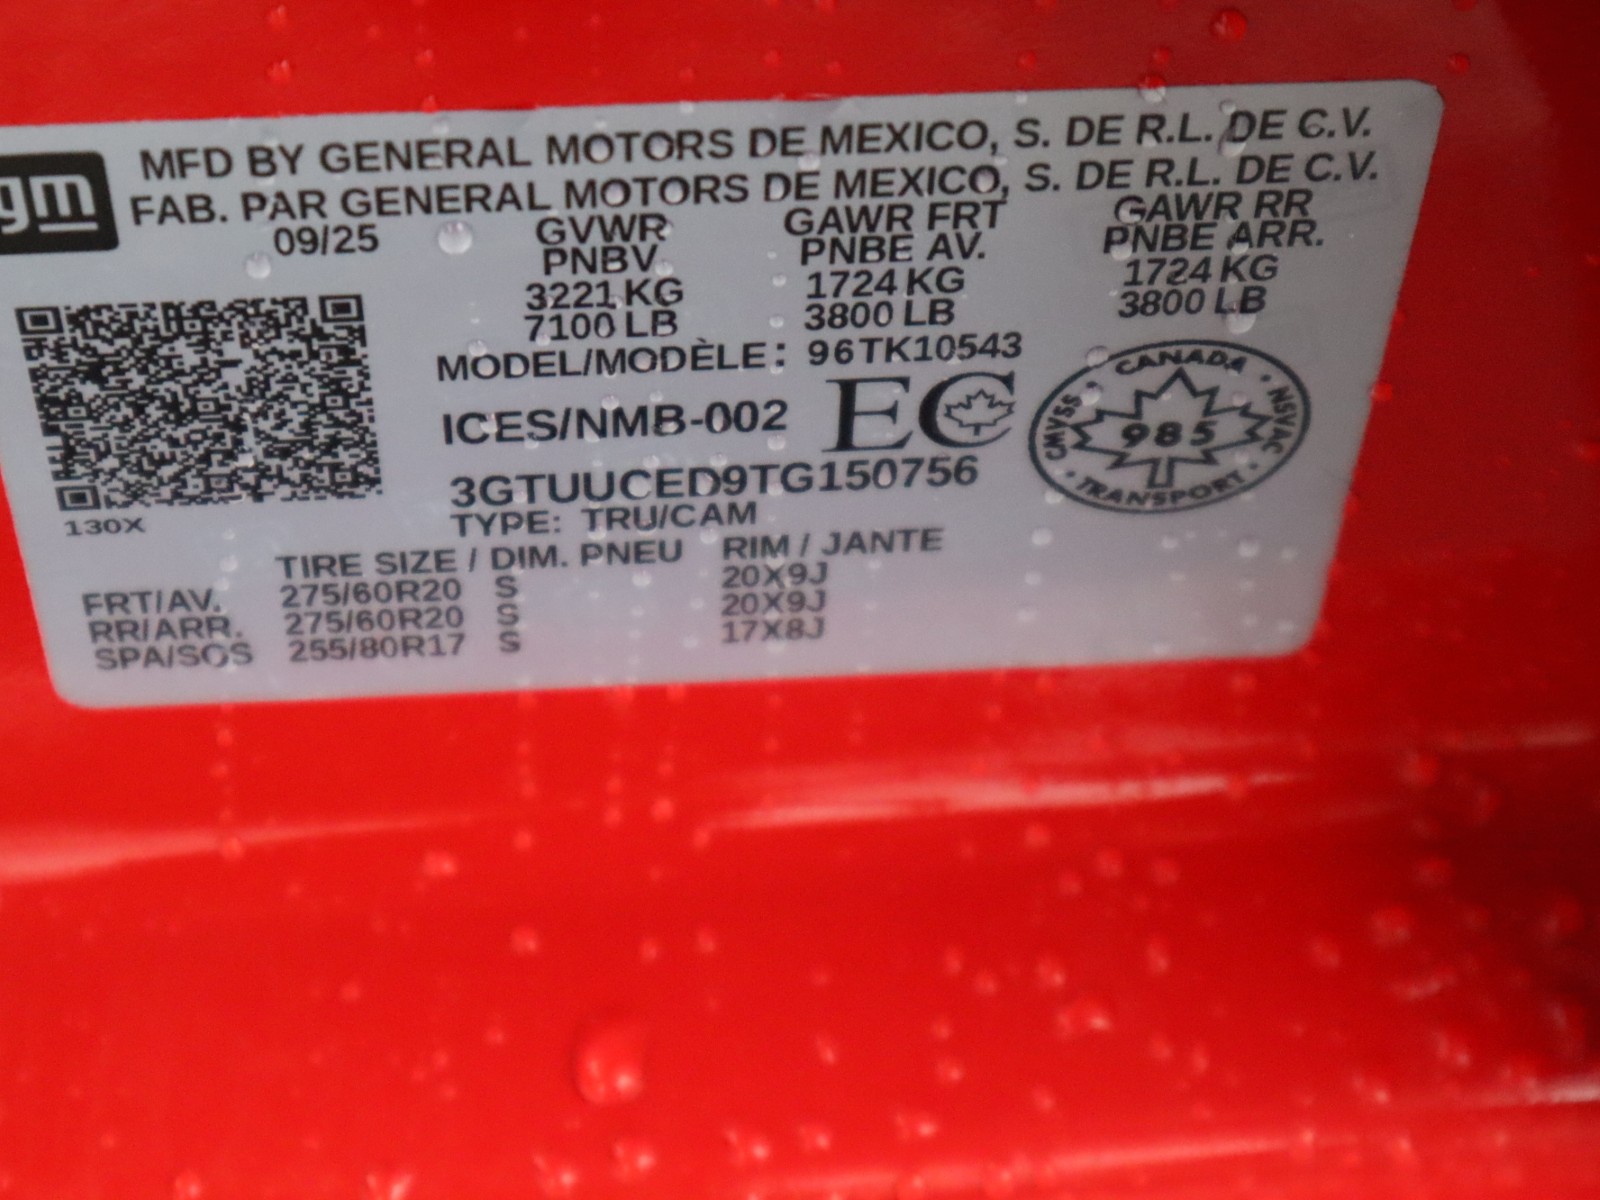 gm
MFD BY GENERAL MOTORS DE MEXICO, S. DE R.L. DE C.V.
FAB. PAR GENERAL MOTORS DE MEXICO, S. DE R.L. DE C.V.
09/25 GVWR GAWR FRT GAWR RR
PNBV PNBE AV. PNBE ARR.
3221 KG 1724 KG 1724 KG
7100 LB 3800 LB 3800 LB
MODEL/MODÈLE: 96TK10543
ICES/NMB-002 EC
CANADA
CMVSS 985 NSVAC
TRANSPORT
3GTUUCED9TG150756
130X TYPE: TRU/CAM
TIRE SIZE / DIM. PNEU RIM / JANTE
FRT/AV. 275/60R20 S 20X9J
RR/ARR. 275/60R20 S 20X9J
SPA/SOS 255/80R17 S 17X8J